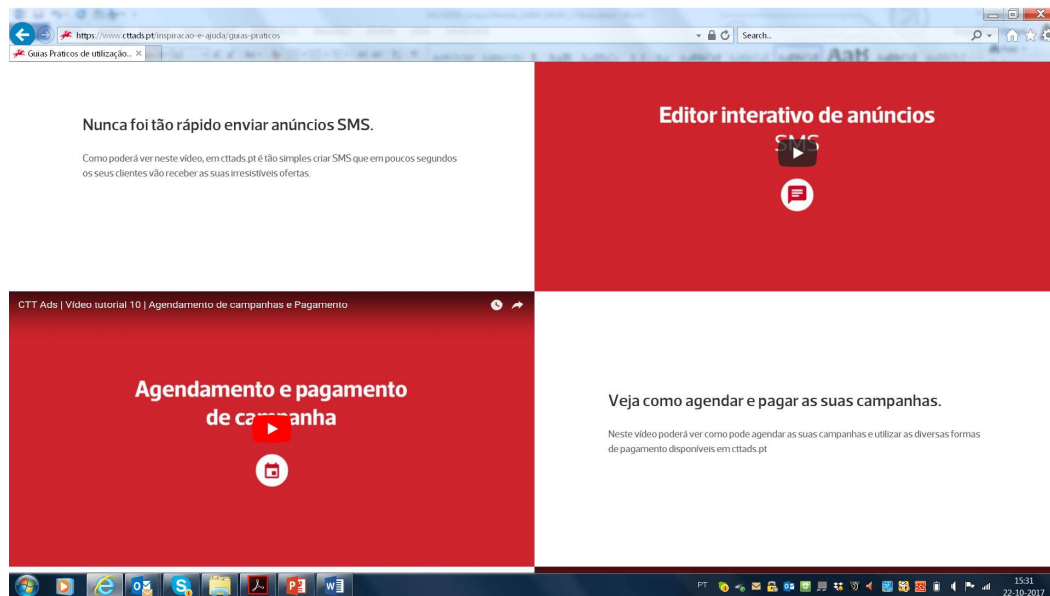 https://www.cttads.pt/inspiracao-e-ajuda/guias-praticos
Search...
Guias Praticos de utilização...
Nunca foi tão rápido enviar anúncios SMS.
Como poderá ver neste vídeo, em cttads.pt é tão simples criar SMS que em poucos segundos
os seus clientes vão receber as suas irresistíveis ofertas.
Editor interativo de anúncios
SMS
CTT Ads | Vídeo tutorial 10 | Agendamento de campanhas e Pagamento
Agendamento e pagamento
de campanha
Veja como agendar e pagar as suas campanhas.
Neste vídeo poderá ver como pode agendar as suas campanhas e utilizar as diversas formas
de pagamento disponíveis em cttads.pt
PT
15:31
22-10-2017